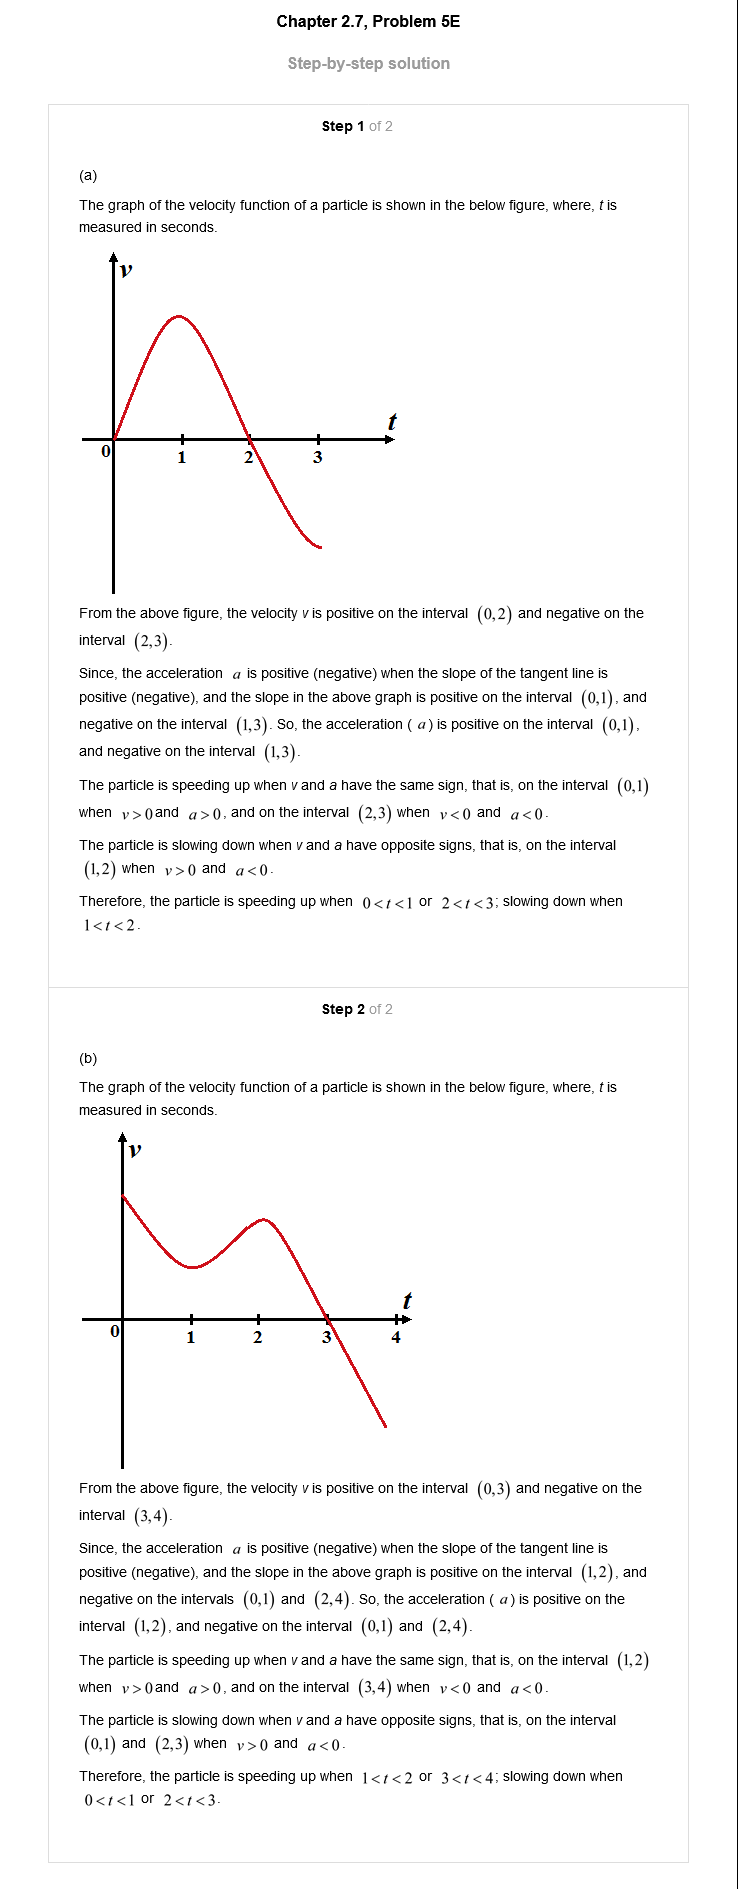 Chapter 2.7, Problem 5E
Step-by-step solution
Step 1 of 2
(a)
The graph of the velocity function of a particle is shown in the below figure, where, t is
measured in seconds.
v
t
0
1
2
3
From the above figure, the velocity v is positive on the interval (0,2) and negative on the
interval (2,3).
Since, the acceleration a is positive (negative) when the slope of the tangent line is
positive (negative), and the slope in the above graph is positive on the interval (0,1), and
negative on the interval (1,3). So, the acceleration ( a) is positive on the interval (0,1),
and negative on the interval (1,3).
The particle is speeding up when v and a have the same sign, that is, on the interval (0,1)
when v>0 and a>0, and on the interval (2,3) when v<0 and a<0.
The particle is slowing down when v and a have opposite signs, that is, on the interval
(1,2) when v>0 and a<0.
Therefore, the particle is speeding up when 0<t<1 or 2<t<3; slowing down when
1<t<2.
Step 2 of 2
(b)
The graph of the velocity function of a particle is shown in the below figure, where, t is
measured in seconds.
v
t
0
1
2
3
4
From the above figure, the velocity v is positive on the interval (0,3) and negative on the
interval (3,4).
Since, the acceleration a is positive (negative) when the slope of the tangent line is
positive (negative), and the slope in the above graph is positive on the interval (1,2), and
negative on the intervals (0,1) and (2,4). So, the acceleration ( a) is positive on the
interval (1,2), and negative on the interval (0,1) and (2,4).
The particle is speeding up when v and a have the same sign, that is, on the interval (1,2)
when v>0 and a>0, and on the interval (3,4) when v<0 and a<0.
The particle is slowing down when v and a have opposite signs, that is, on the interval
(0,1) and (2,3) when v>0 and a<0.
Therefore, the particle is speeding up when 1<t<2 or 3<t<4; slowing down when
0<t<1 or 2<t<3.